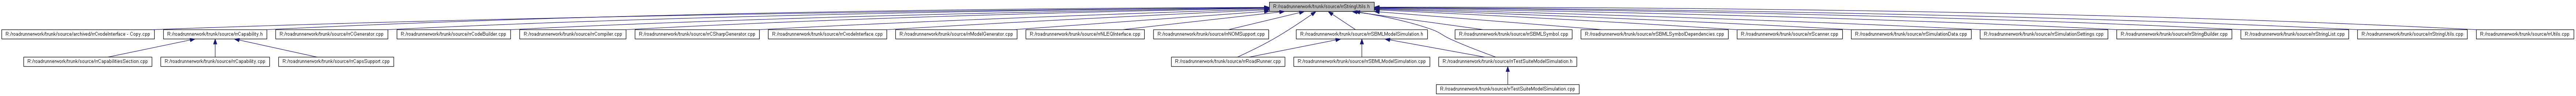 R:/roadrunnerwork/trunk/source/rrStringUtils.h
R:/roadrunnerwork/trunk/source/archived/rrCvodeInterface - Copy.cpp
R:/roadrunnerwork/trunk/source/rrCapability.h
R:/roadrunnerwork/trunk/source/rrCGenerator.cpp
R:/roadrunnerwork/trunk/source/rrCodeBuilder.cpp
R:/roadrunnerwork/trunk/source/rrCompiler.cpp
R:/roadrunnerwork/trunk/source/rrCSharpGenerator.cpp
R:/roadrunnerwork/trunk/source/rrCvodeInterface.cpp
R:/roadrunnerwork/trunk/source/rrModelGenerator.cpp
R:/roadrunnerwork/trunk/source/rrNLEQInterface.cpp
R:/roadrunnerwork/trunk/source/rrNOMSupport.cpp
R:/roadrunnerwork/trunk/source/rrSBMLModelSimulation.h
R:/roadrunnerwork/trunk/source/rrSBMLSymbol.cpp
R:/roadrunnerwork/trunk/source/rrSBMLSymbolDependencies.cpp
R:/roadrunnerwork/trunk/source/rrScanner.cpp
R:/roadrunnerwork/trunk/source/rrSimulationData.cpp
R:/roadrunnerwork/trunk/source/rrSimulationSettings.cpp
R:/roadrunnerwork/trunk/source/rrStringBuilder.cpp
R:/roadrunnerwork/trunk/source/rrStringList.cpp
R:/roadrunnerwork/trunk/source/rrStringUtils.cpp
R:/roadrunnerwork/trunk/source/rrUtils.cpp
R:/roadrunnerwork/trunk/source/rrCapabilitiesSection.cpp
R:/roadrunnerwork/trunk/source/rrCapability.cpp
R:/roadrunnerwork/trunk/source/rrCapsSupport.cpp
R:/roadrunnerwork/trunk/source/rrRoadRunner.cpp
R:/roadrunnerwork/trunk/source/rrSBMLModelSimulation.cpp
R:/roadrunnerwork/trunk/source/rrTestSuiteModelSimulation.h
R:/roadrunnerwork/trunk/source/rrTestSuiteModelSimulation.cpp